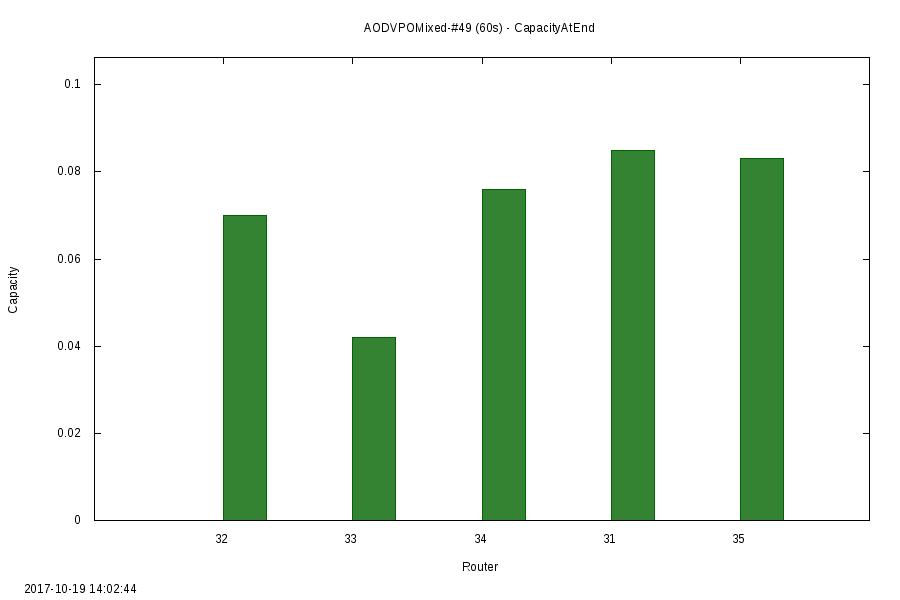 AODVPOMixed-#49 (60s) - CapacityAtEnd
0.1
0.08
0.06
0.04
0.02
0
Capacity
32 33 34 31 35
Router
2017-10-19 14:02:44